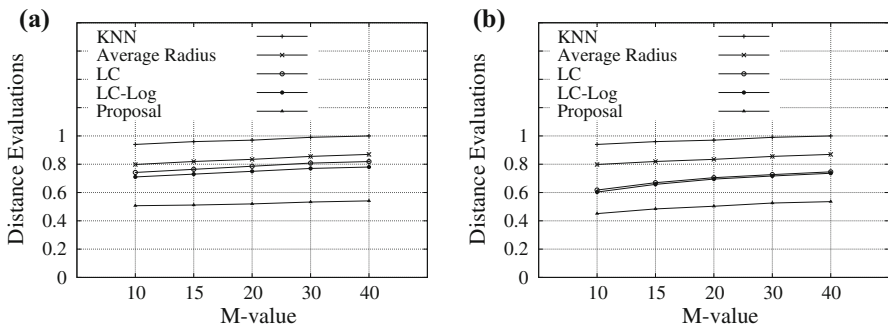 (a)
Distance Evaluations
KNN
Average Radius
LC
LC-Log
Proposal
1
0.8
0.6
0.4
0.2
0
10 15 20 30 40
M-value
(b)
Distance Evaluations
KNN
Average Radius
LC
LC-Log
Proposal
1
0.8
0.6
0.4
0.2
0
10 15 20 30 40
M-value